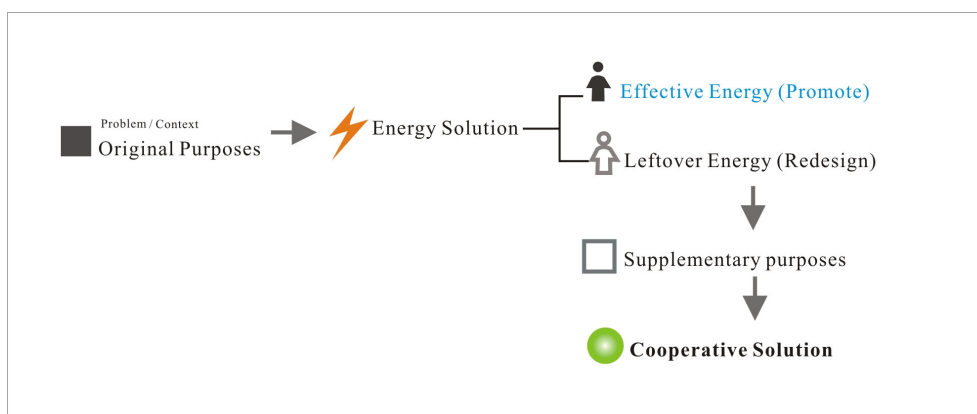 Problem / Context
Original Purposes
Energy Solution
Effective Energy (Promote)
Leftover Energy (Redesign)
Supplementary purposes
Cooperative Solution